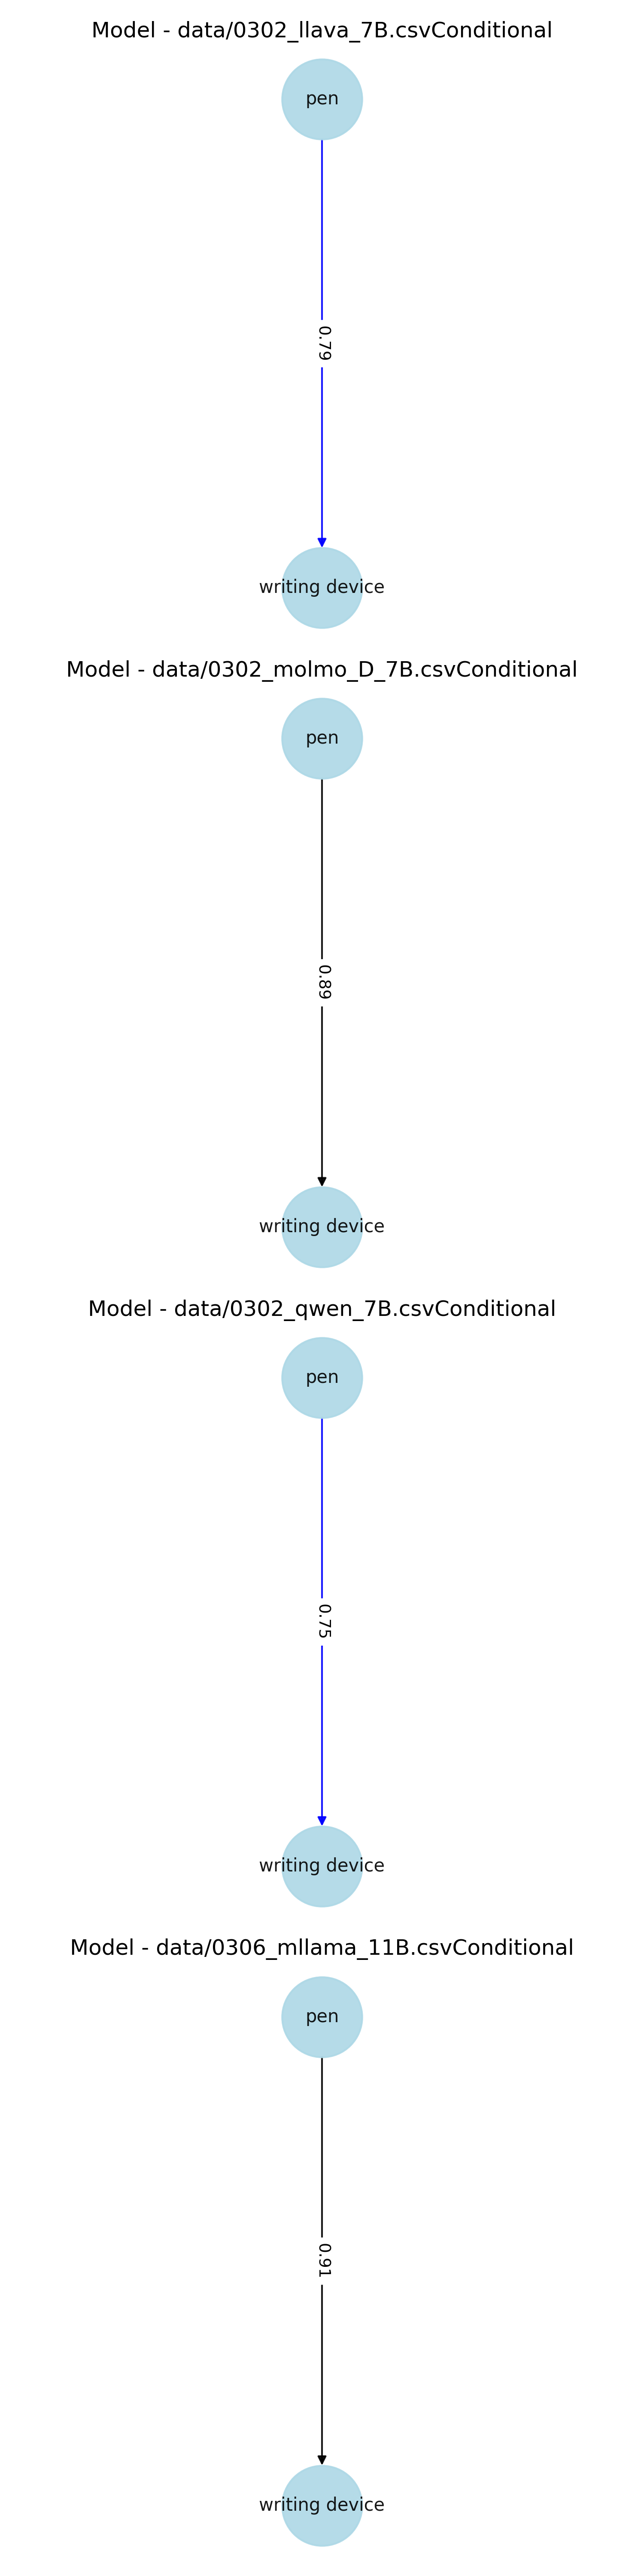 Model - data/0302_llava_7B.csvConditional
pen
0.79
writing device
Model - data/0302_molmo_D_7B.csvConditional
pen
0.89
writing device
Model - data/0302_qwen_7B.csvConditional
pen
0.75
writing device
Model - data/0306_mllama_11B.csvConditional
pen
0.91
writing device